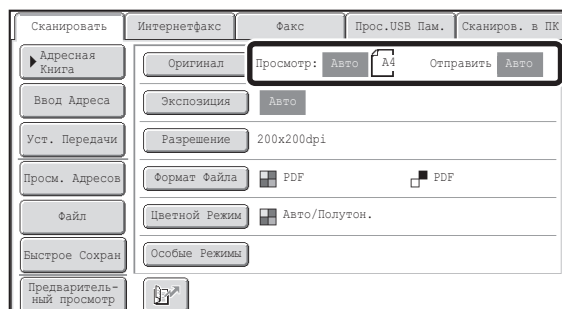 Сканировать Интернетфакс Факс Прос.USB Пам. Сканиров. в ПК
Адресная
Книга
Оригинал Просмотр: Авто A4 Отправить Авто
Ввод Адреса Экспозиция Авто
Уст. Передачи Разрешение 200x200dpi
Просм. Адресов Формат Файла PDF PDF
Файл Цветной Режим Авто/Полутон.
Быстрое Сохран Особые Режимы
Предваритель-
ный просмотр